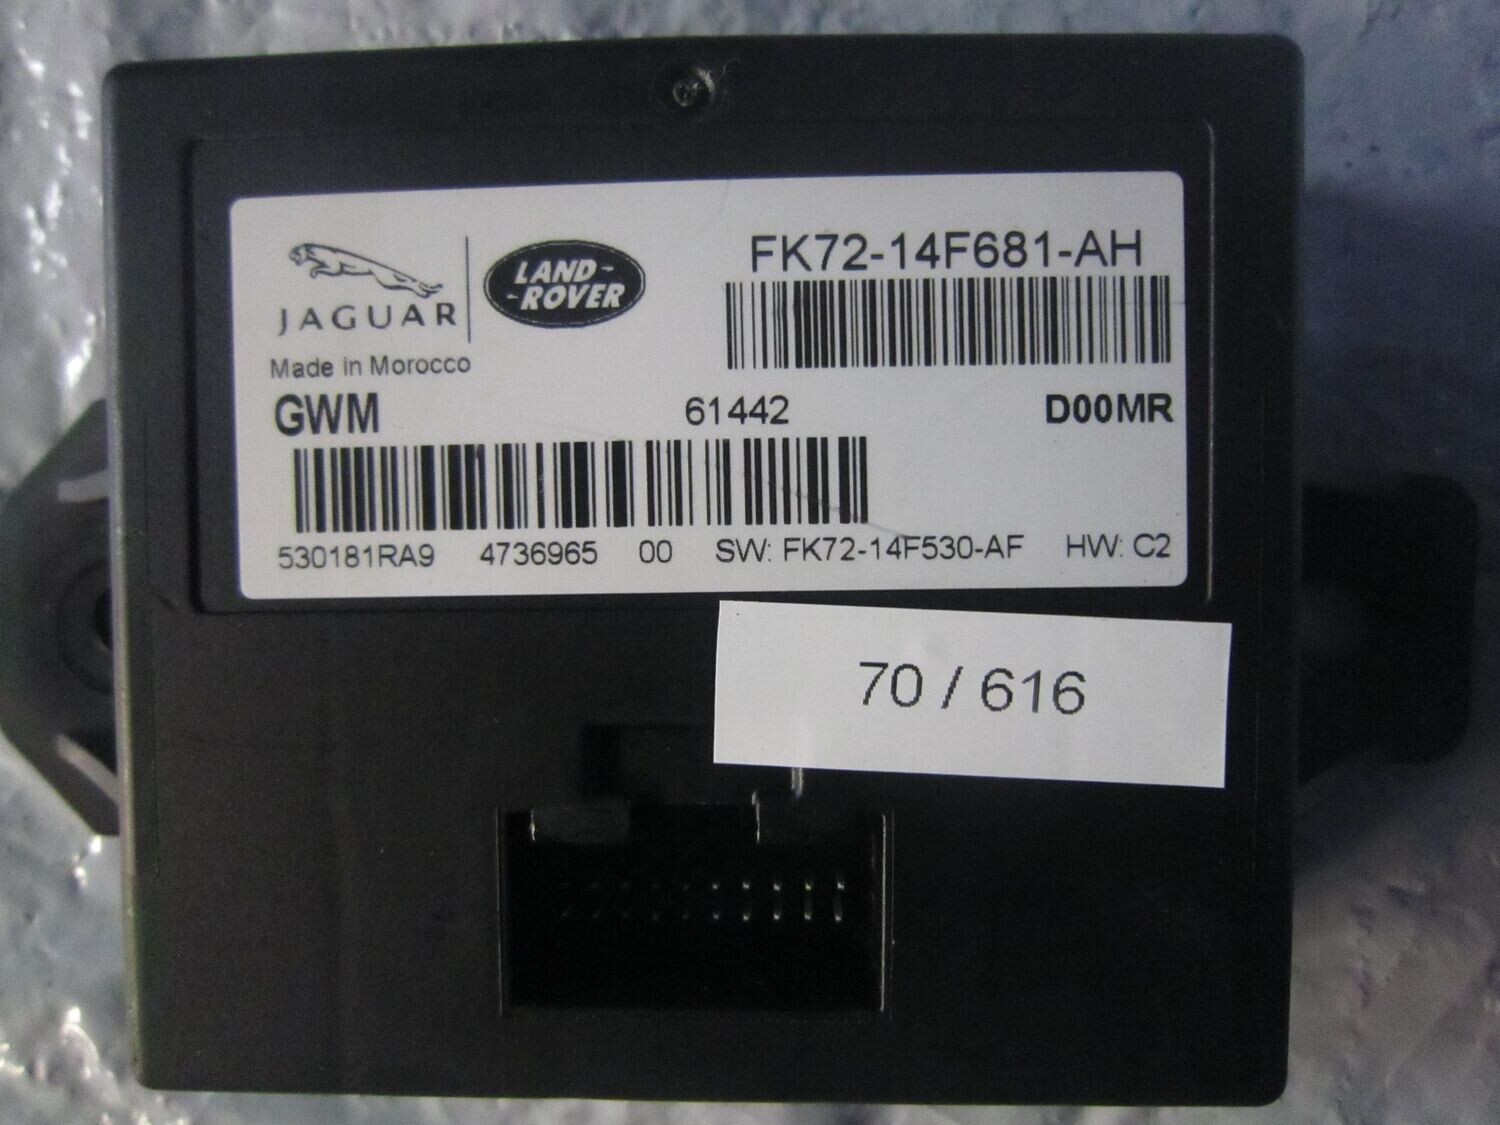 JAGUAR
LAND-
-ROVER
FK72-14F681-AH
Made in Morocco
GWM 61442 D00MR
530181RA9 4736965 00 SW: FK72-14F530-AF HW: C2
70 / 616